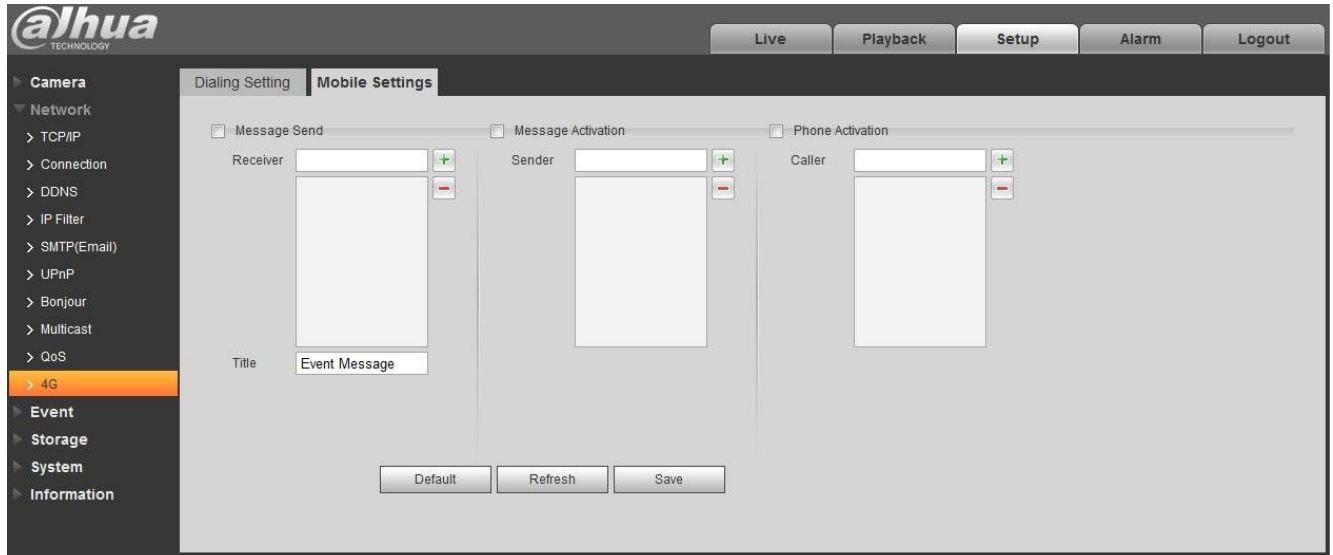 alhua
TECHNOLOGY
Live Playback Setup Alarm Logout
Camera
Network
TCP/IP
Connection
DDNS
IP Filter
SMTP(Email)
UPnP
Bonjour
Multicast
QoS
4G
Event
Storage
System
Information
Dialing Setting Mobile Settings
Message Send Message Activation Phone Activation
Receiver Sender Caller
Title Event Message
Default Refresh Save